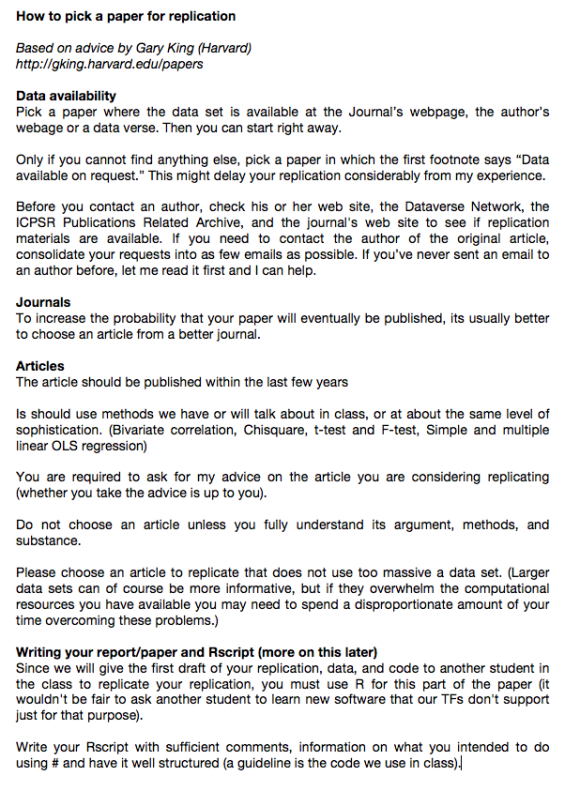 How to pick a paper for replication
Based on advice by Gary King (Harvard)
http://gking.harvard.edu/papers
Data availability
Pick a paper where the data set is available at the Journal's webpage, the author's
webage or a data verse. Then you can start right away.
Only if you cannot find anything else, pick a paper in which the first footnote says “Data
available on request.” This might delay your replication considerably from my experience.
Before you contact an author, check his or her web site, the Dataverse Network, the
ICPSR Publications Related Archive, and the journal's web site to see if replication
materials are available. If you need to contact the author of the original article,
consolidate your requests into as few emails as possible. If you've never sent an email to
an author before, let me read it first and I can help.
Journals
To increase the probability that your paper will eventually be published, its usually better
to choose an article from a better journal.
Articles
The article should be published within the last few years
Is should use methods we have or will talk about in class, or at about the same level of
sophistication. (Bivariate correlation, Chisquare, t-test and F-test, Simple and multiple
linear OLS regression)
You are required to ask for my advice on the article you are considering replicating
(whether you take the advice is up to you).
Do not choose an article unless you fully understand its argument, methods, and
substance.
Please choose an article to replicate that does not use too massive a data set. (Larger
data sets can of course be more informative, but if they overwhelm the computational
resources you have available you may need to spend a disproportionate amount of your
time overcoming these problems.)
Writing your report/paper and Rscript (more on this later)
Since we will give the first draft of your replication, data, and code to another student in
the class to replicate your replication, you must use R for this part of the paper (it
wouldn't be fair to ask another student to learn new software that our TFs don't support
just for that purpose).
Write your Rscript with sufficient comments, information on what you intended to do
using # and have it well structured (a guideline is the code we use in class).